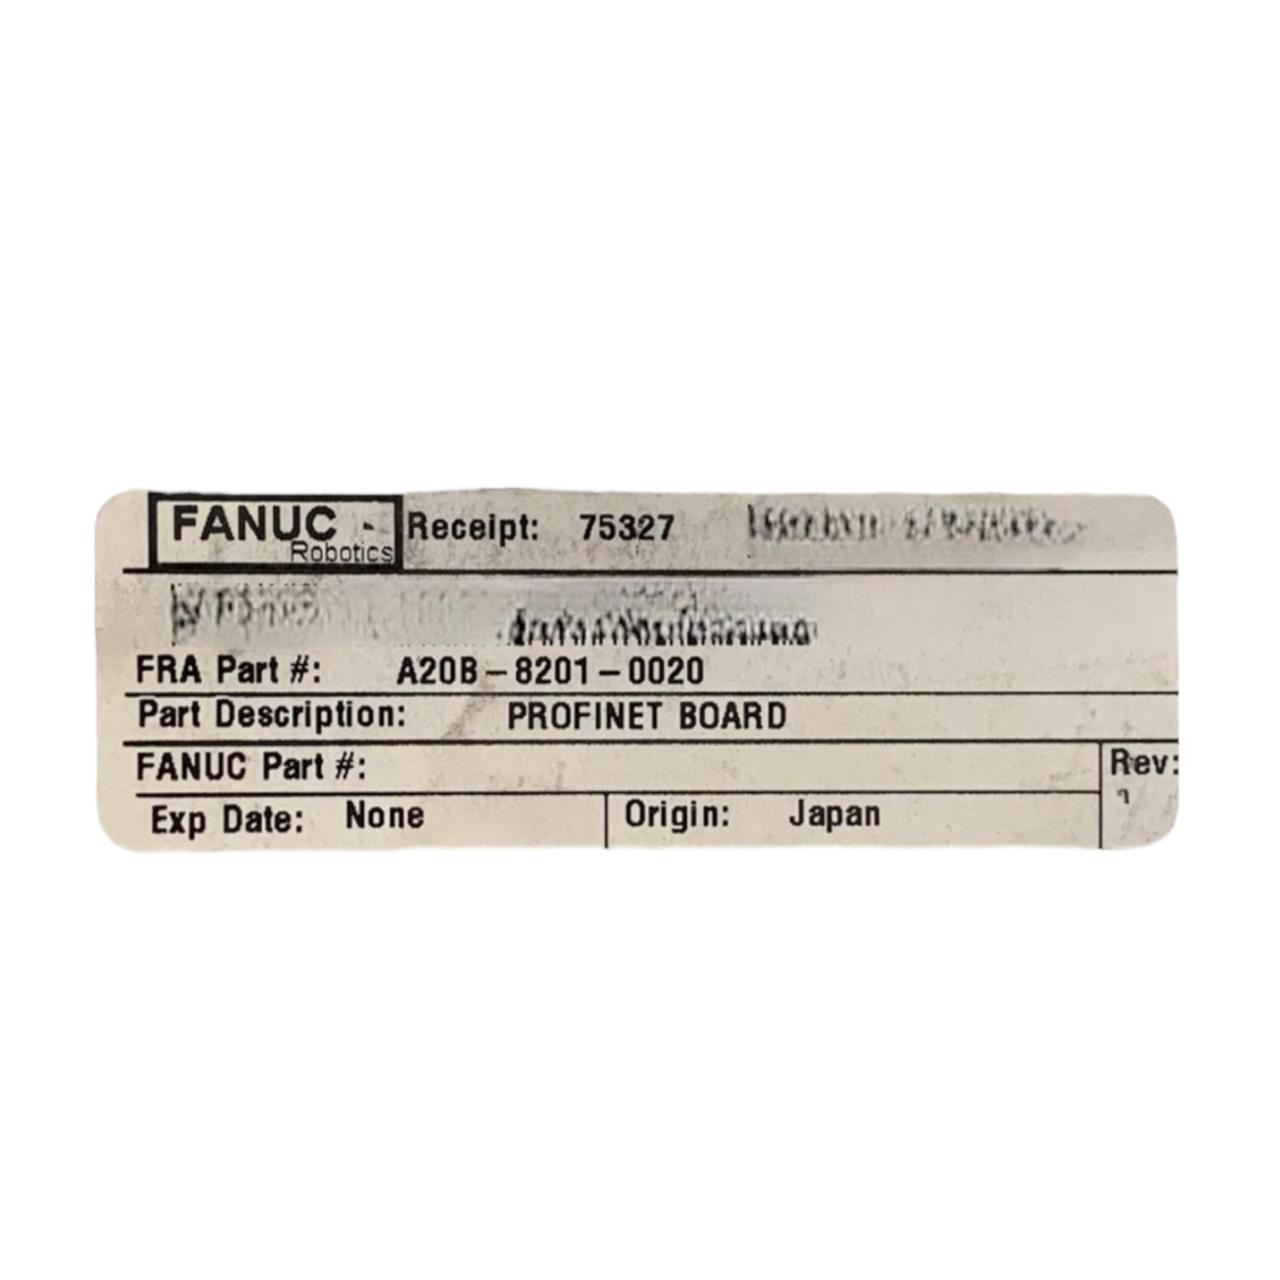 FANUC
Robotics
Receipt: 75327
FRA Part #: A20B-8201-0020
Part Description: PROFINET BOARD
FANUC Part #:
Rev:
Exp Date: None
Origin: Japan